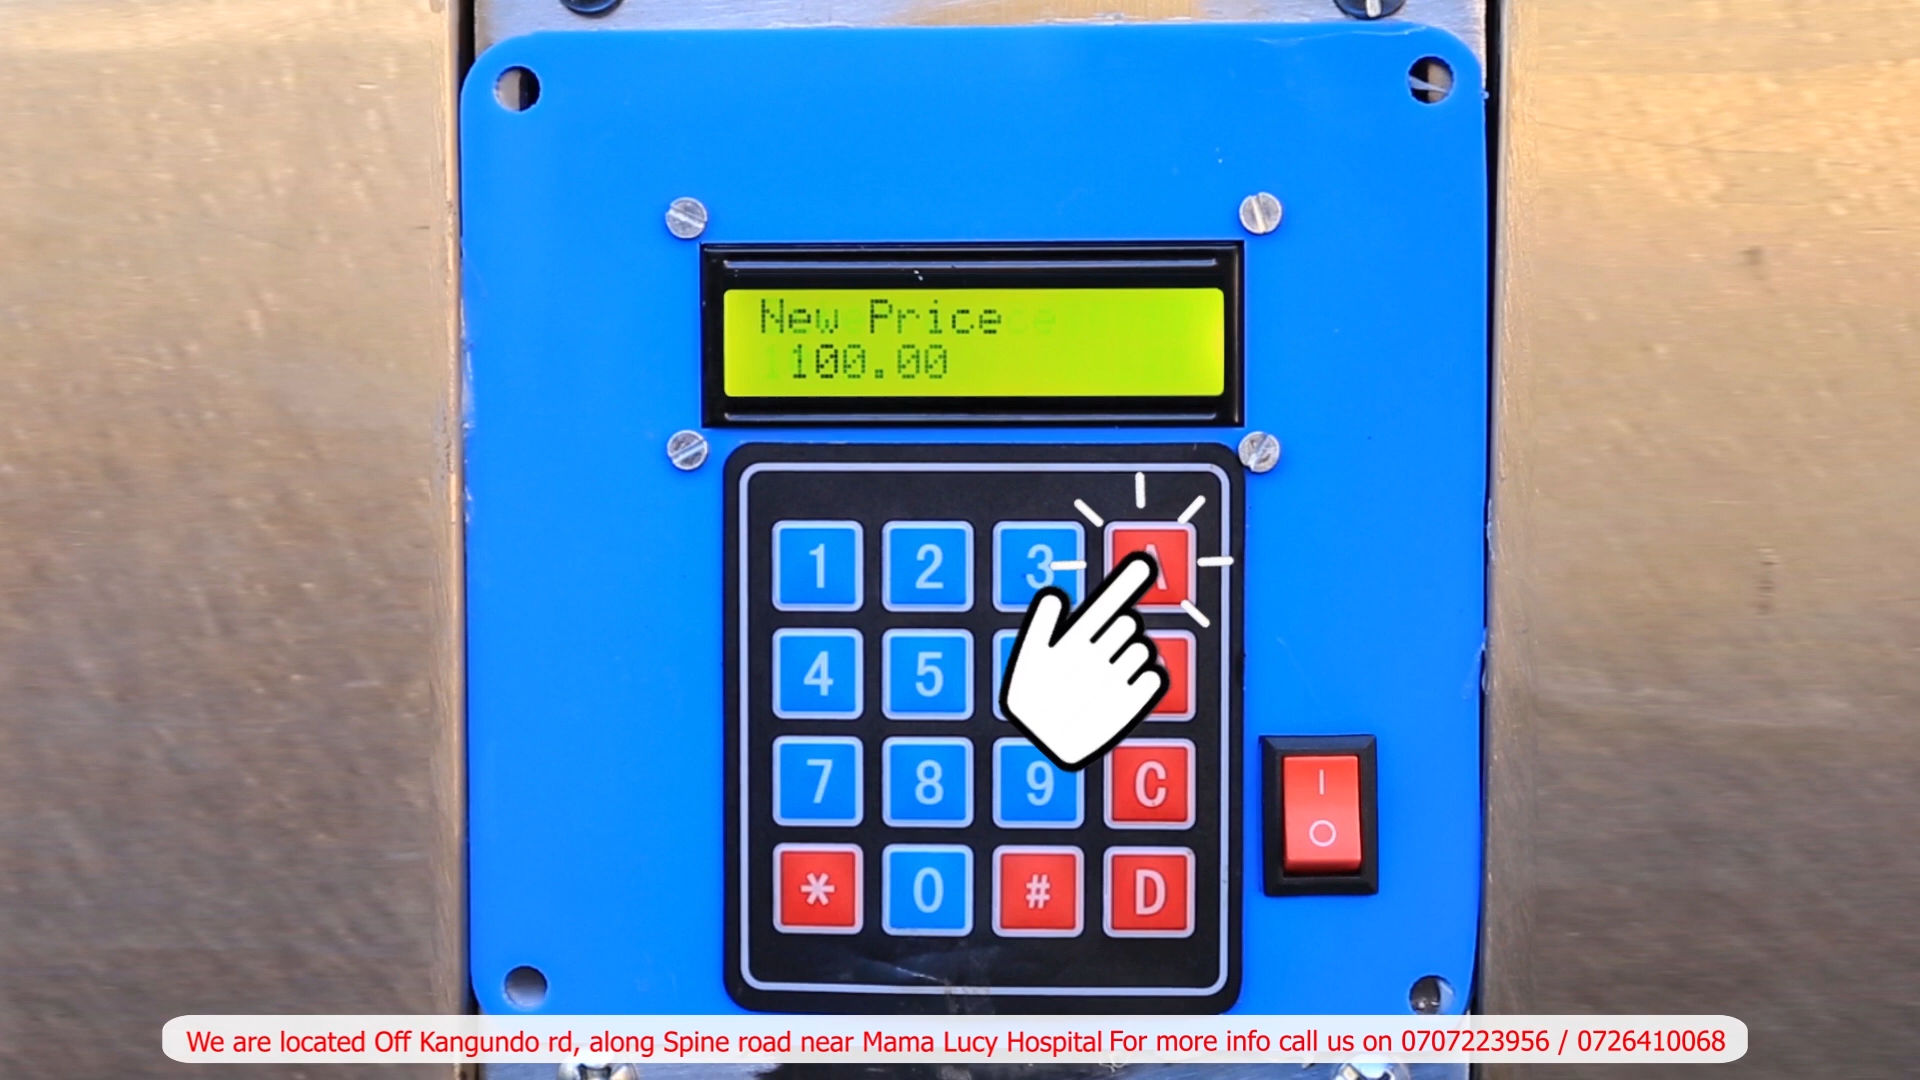 New Price
100.00
1 2 3 A
4 5
7 8 9 C
* 0 # D
I
O
We are located Off Kangundo rd, along Spine road near Mama Lucy Hospital For more info call us on 0707223956 / 0726410068